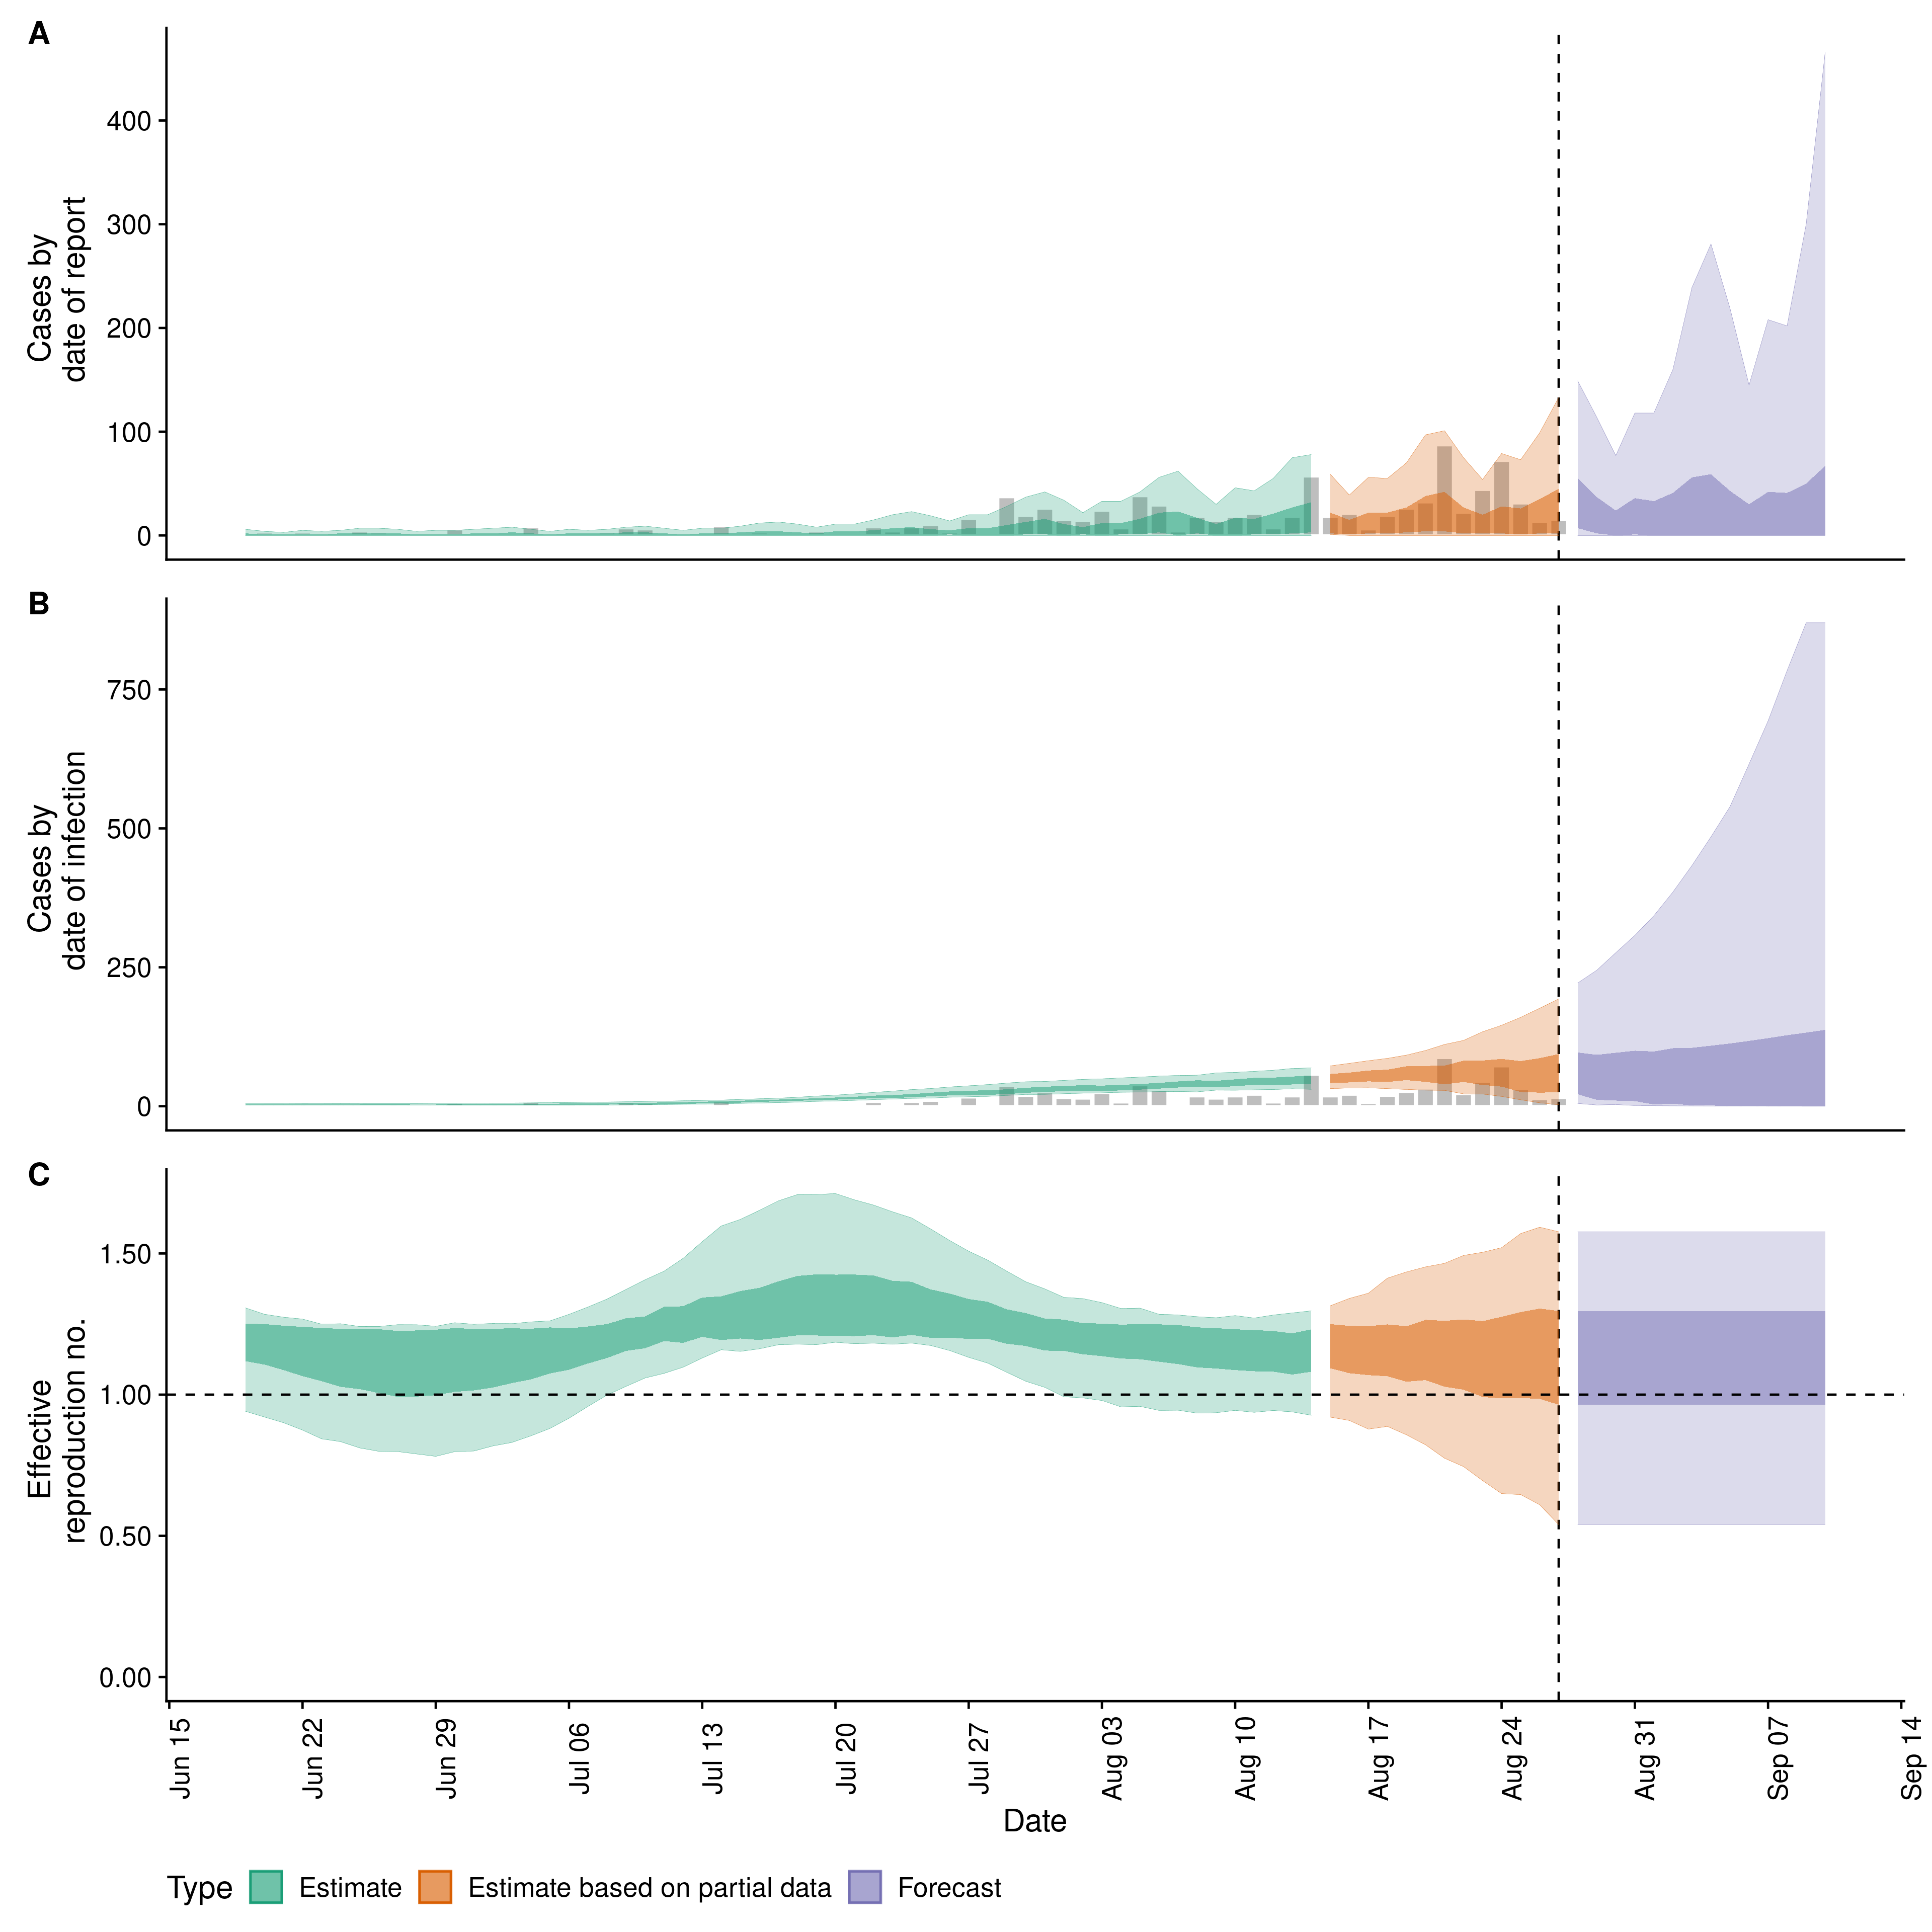 A
Cases by
date of report
400
300
200
100
0
B
Cases by
date of infection
750
500
250
0
C
Effective
reproduction no.
1.50
1.00
0.50
0.00
Jun 15
Jun 22
Jun 29
Jul 06
Jul 13
Jul 20
Jul 27
Aug 03
Aug 10
Aug 17
Aug 24
Aug 31
Sep 07
Sep 14
Date
Type Estimate Estimate based on partial data Forecast